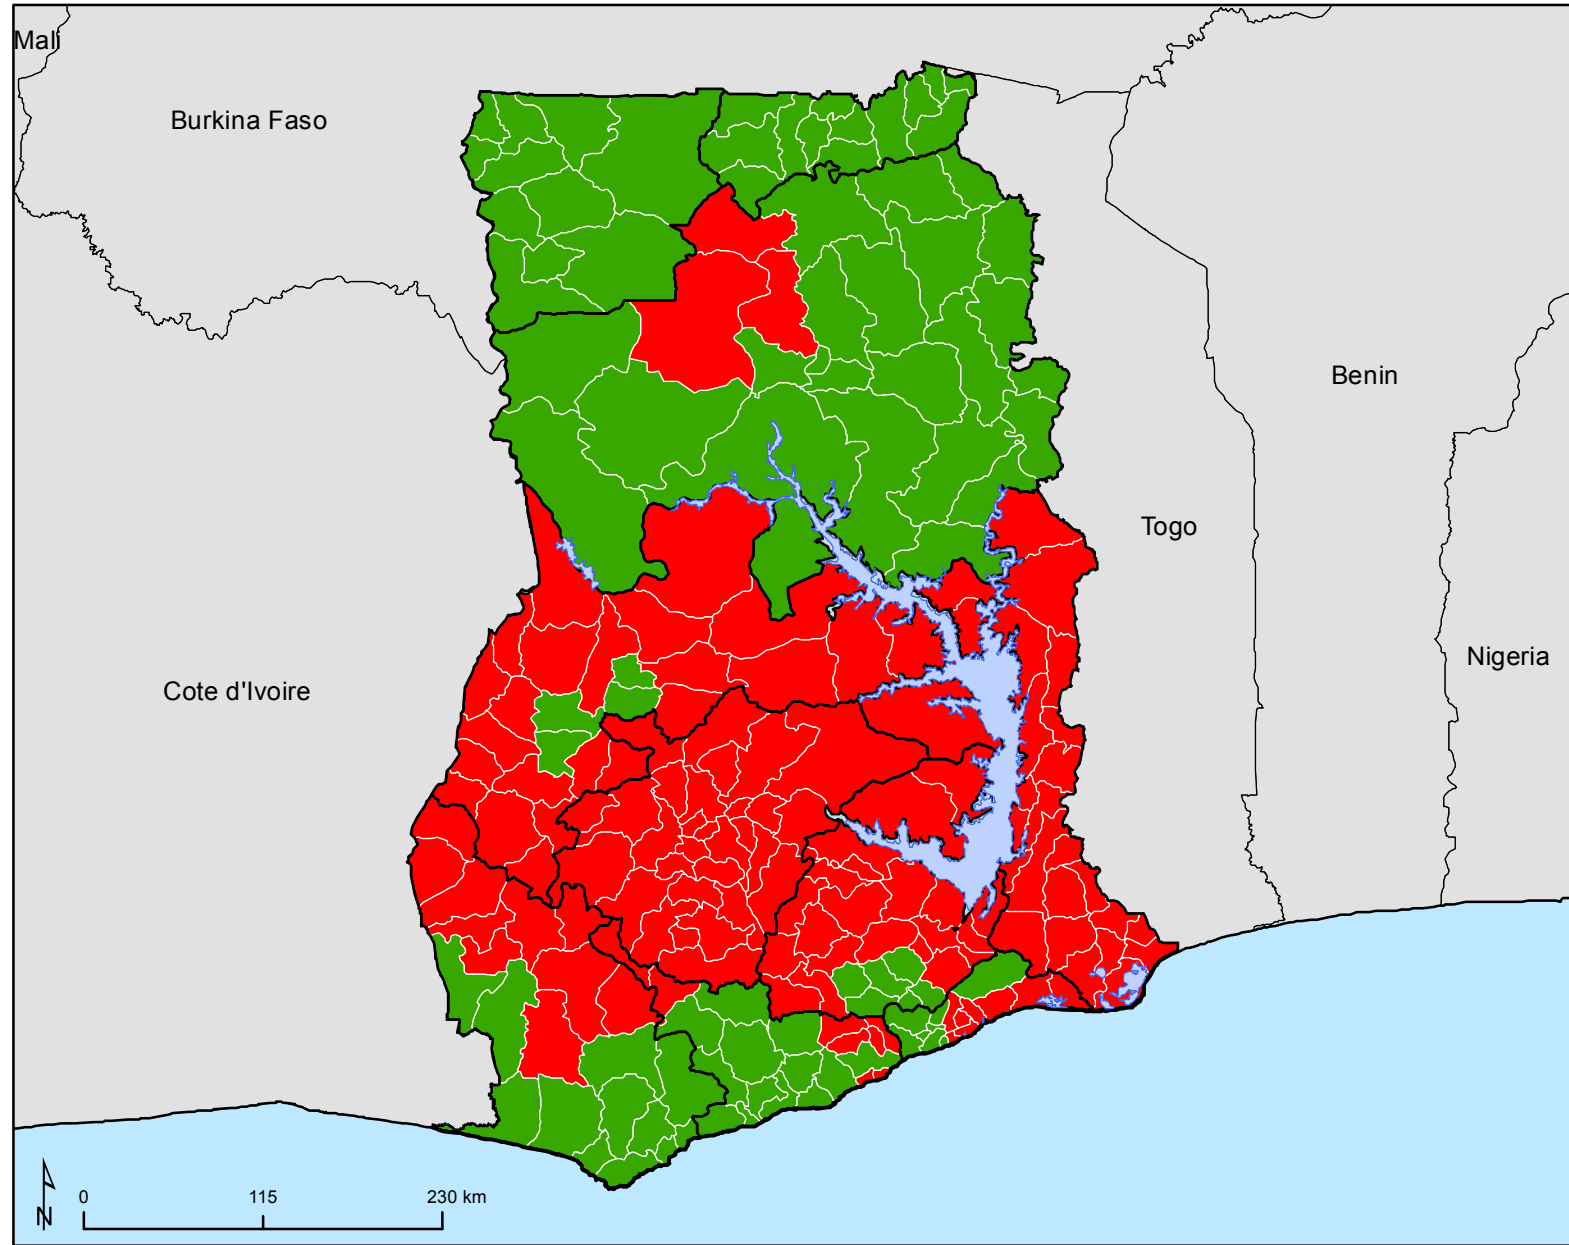 Mali
Burkina Faso
Benin
Togo
Nigeria
Cote d'Ivoire
0 115 230 km
N